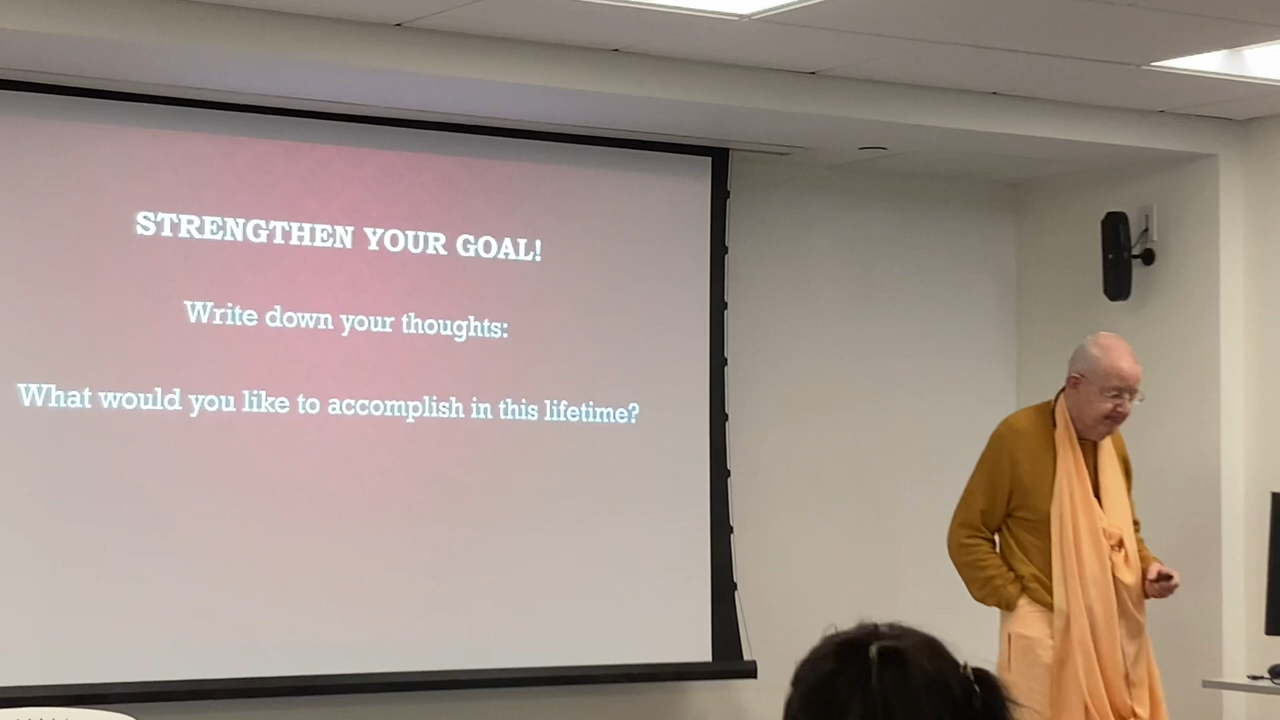 STRENGTHEN YOUR GOAL!
Write down your thoughts:
What would you like to accomplish in this lifetime?